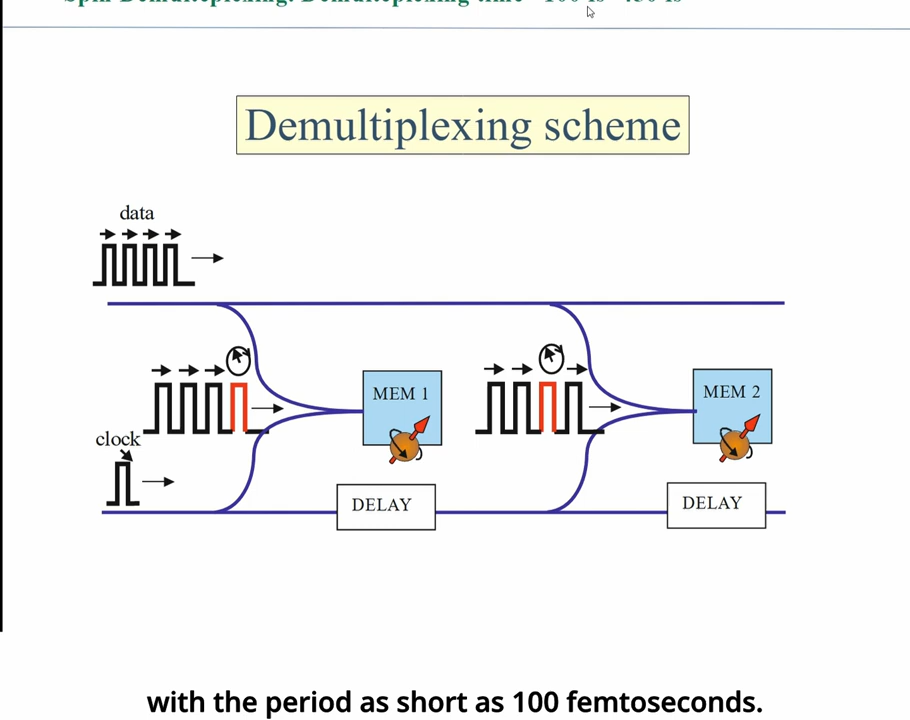 Demultiplexing scheme
data
MEM 1
MEM 2
clock
DELAY
DELAY
with the period as short as 100 femtoseconds.